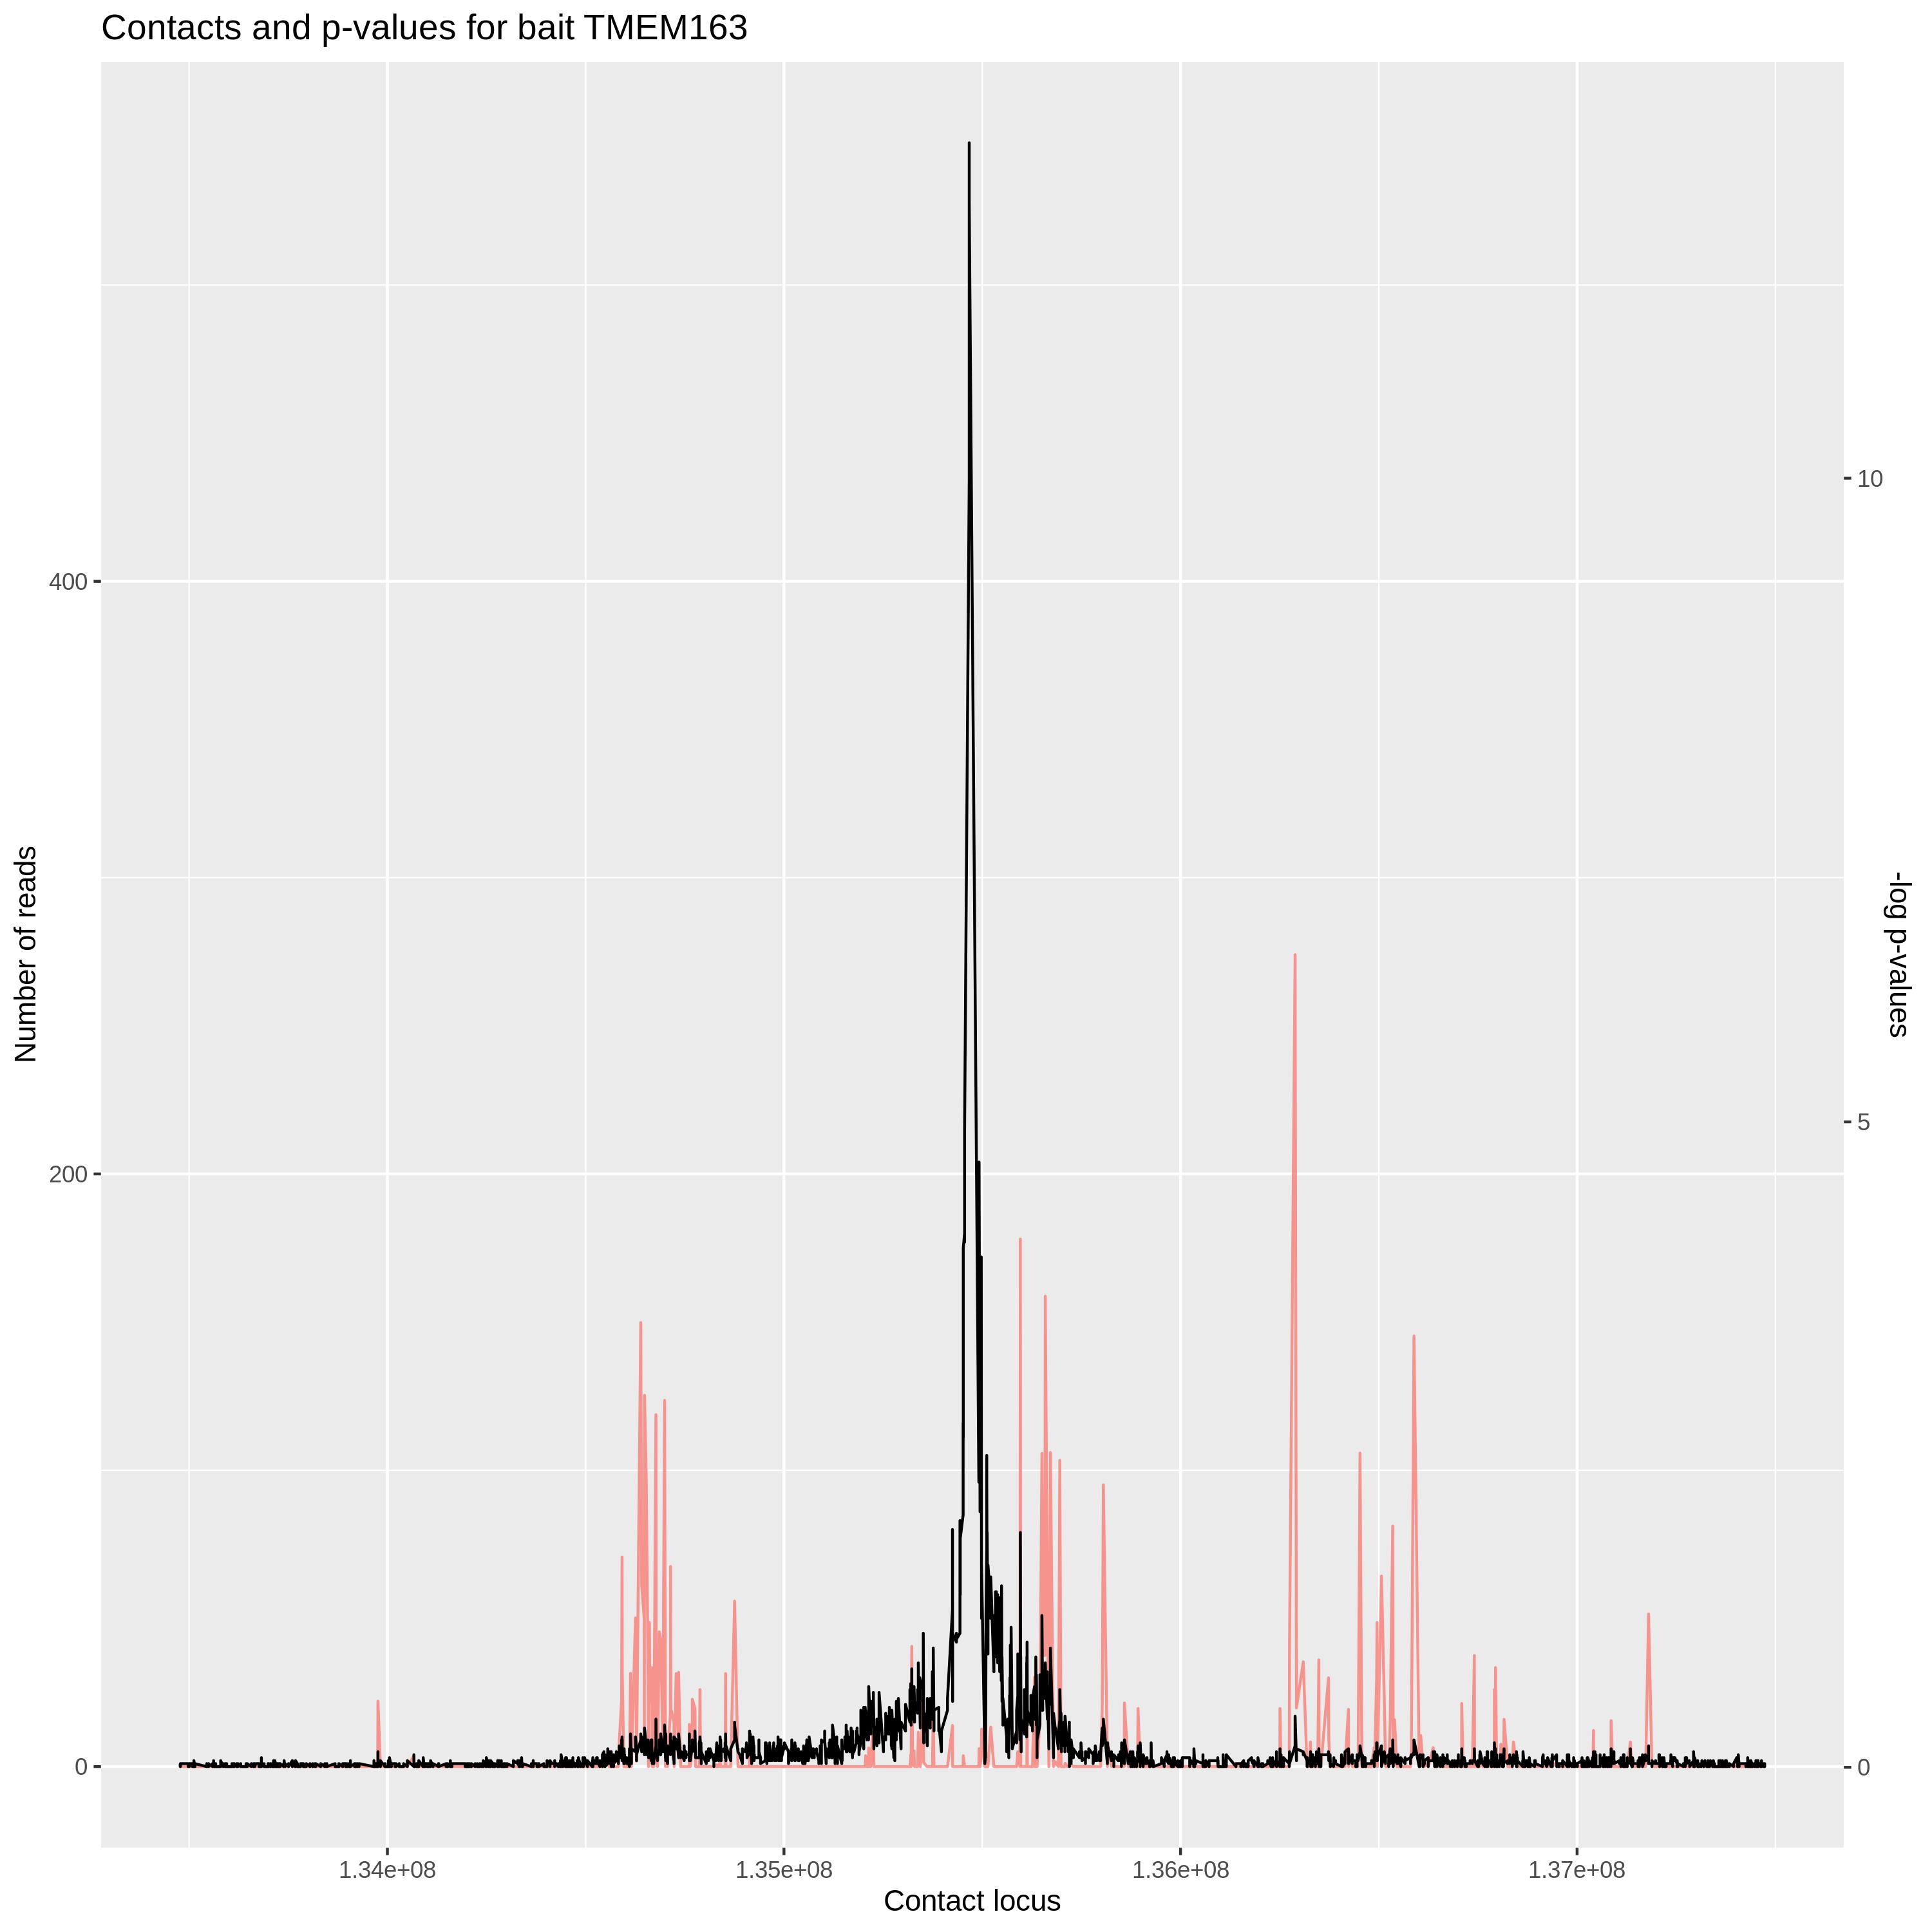 Contacts and p-values for bait TMEM163
Number of reads
400
200
0
10
5
0
-log p-values
1.34e+08 1.35e+08 1.36e+08 1.37e+08
Contact locus